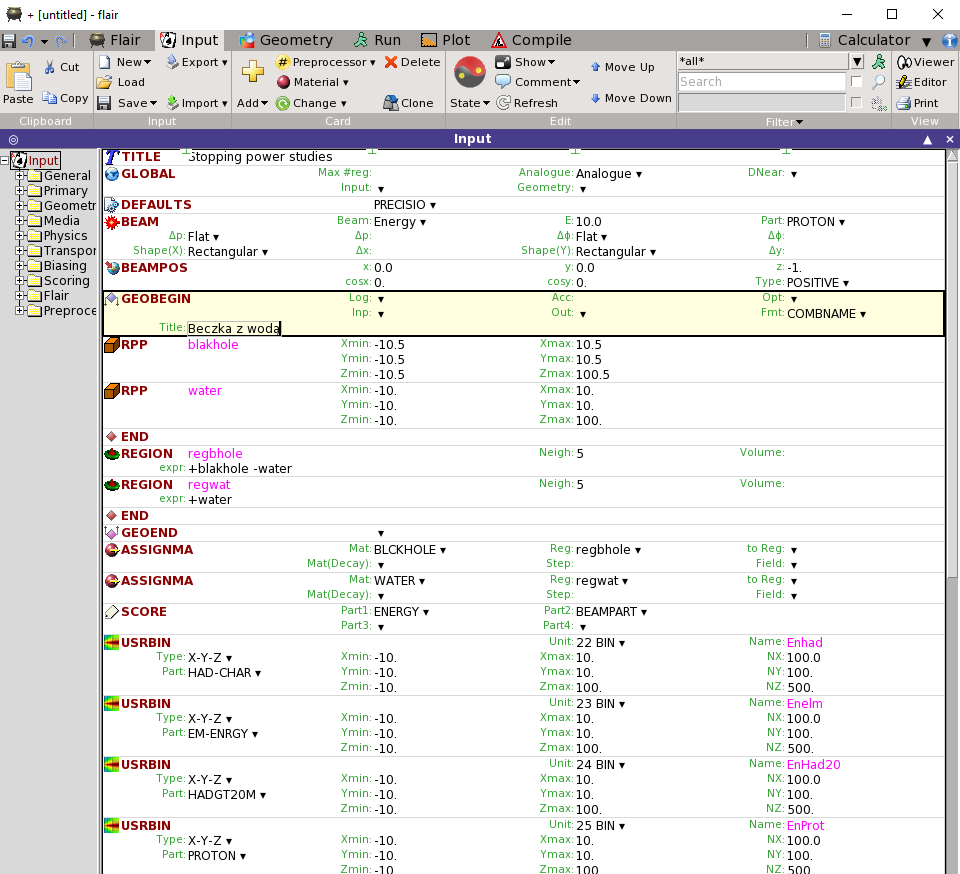 + [untitled] - flair
Flair Input Geometry Run Plot Compile Calculator
Paste Cut Copy New Load Save Export Import
Add Preprocessor Material Change Delete Clone
State Show Comment Refresh Move Up Move Down
*all* Search Viewer Editor Print
Clipboard Input Card Edit Filter View
Input
Input
General
Primary
Geometr
Media
Physics
Transpor
Biasing
Scoring
Flair
Preproce
TITLE Stopping power studies
GLOBAL Max #reg: Analogue: Analogue DNear:
Input: Geometry:
DEFAULTS PRECISIO
BEAM Beam: Energy E: 10.0 Part: PROTON
Δp: Flat Δp: Δϕ: Flat Δϕ:
Shape(X): Rectangular Δx: Shape(Y): Rectangular Δy:
BEAMPOS x: 0.0 y: 0.0 z: -1.
cosx: 0. cosy: 0. Type: POSITIVE
GEOBEGIN Log: Acc: Opt:
Inp: Out: Fmt: COMBNAME
Title: Beczka z wodą
RPP blakhole Xmin: -10.5 Xmax: 10.5
Ymin: -10.5 Ymax: 10.5
Zmin: -10.5 Zmax: 100.5
RPP water Xmin: -10. Xmax: 10.
Ymin: -10. Ymax: 10.
Zmin: -10. Zmax: 100.
END
REGION regbhole Neigh: 5 Volume:
expr: +blakhole -water
REGION regwat Neigh: 5 Volume:
expr: +water
END
GEOEND
ASSIGNMA Mat: BLCKHOLE Reg: regbhole to Reg:
Mat(Decay): Step: Field:
ASSIGNMA Mat: WATER Reg: regwat to Reg:
Mat(Decay): Step: Field:
SCORE Part1: ENERGY Part2: BEAMPART
Part3: Part4:
USRBIN Unit: 22 BIN Name: Enhad
Type: X-Y-Z Xmin: -10. Xmax: 10. NX: 100.0
Part: HAD-CHAR Ymin: -10. Ymax: 10. NY: 100.
Zmin: -10. Zmax: 100. NZ: 500.
USRBIN Unit: 23 BIN Name: Enelm
Type: X-Y-Z Xmin: -10. Xmax: 10. NX: 100.0
Part: EM-ENRGY Ymin: -10. Ymax: 10. NY: 100.
Zmin: -10. Zmax: 100. NZ: 500.
USRBIN Unit: 24 BIN Name: EnHad20
Type: X-Y-Z Xmin: -10. Xmax: 10. NX: 100.0
Part: HADGT20M Ymin: -10. Ymax: 10. NY: 100.
Zmin: -10. Zmax: 100. NZ: 500.
USRBIN Unit: 25 BIN Name: EnProt
Type: X-Y-Z Xmin: -10. Xmax: 10. NX: 100.0
Part: PROTON Ymin: -10. Ymax: 10. NY: 100.
Zmin: -10. Zmax: 100. NZ: 500.